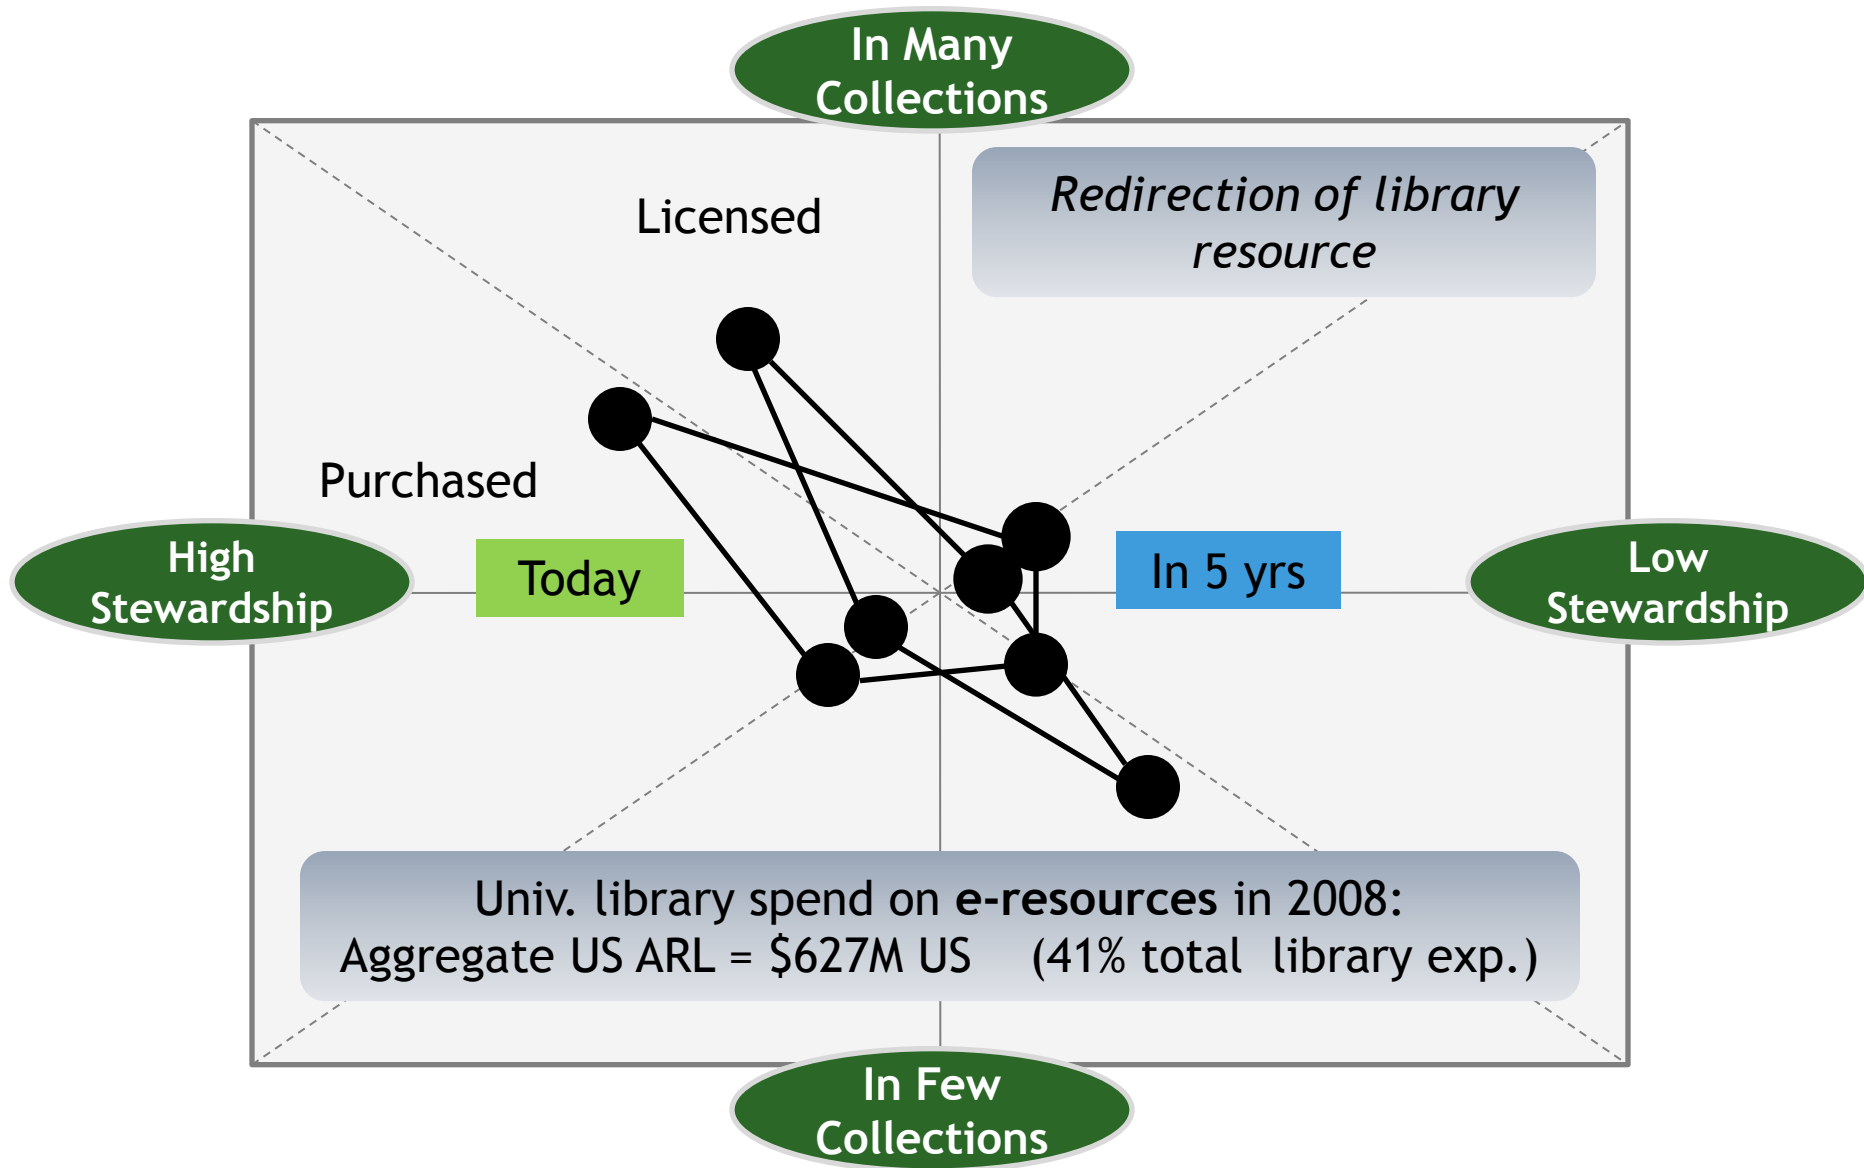 In Many
Collections
Redirection of library
resource
Licensed
Purchased
High
Stewardship
Today
In 5 yrs
Low
Stewardship
Univ. library spend on e-resources in 2008:
Aggregate US ARL = $627M US (41% total library exp.)
In Few
Collections